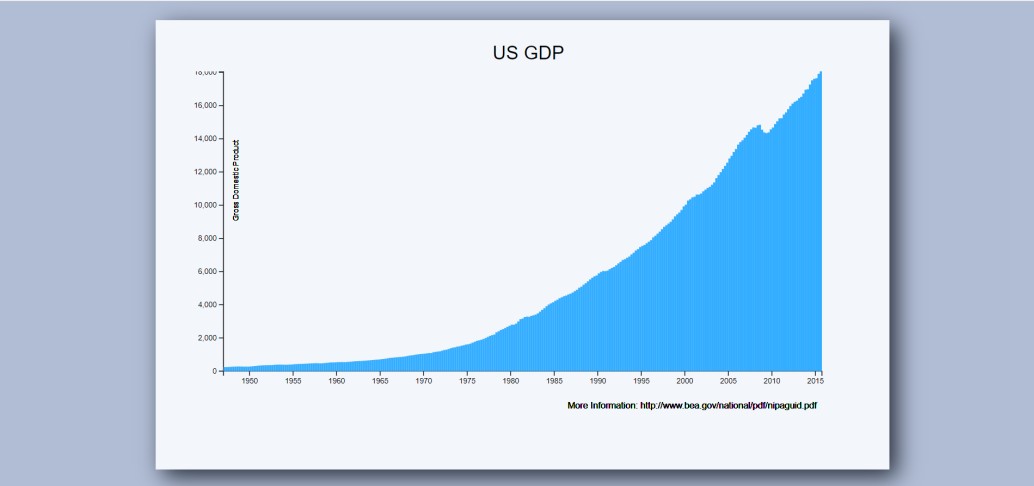 US GDP
18,000
16,000
14,000
12,000
10,000
8,000
6,000
4,000
2,000
0
Gross Domestic Product
1950 1955 1960 1965 1970 1975 1980 1985 1990 1995 2000 2005 2010 2015
More Information: http://www.bea.gov/national/pdf/nipaguid.pdf